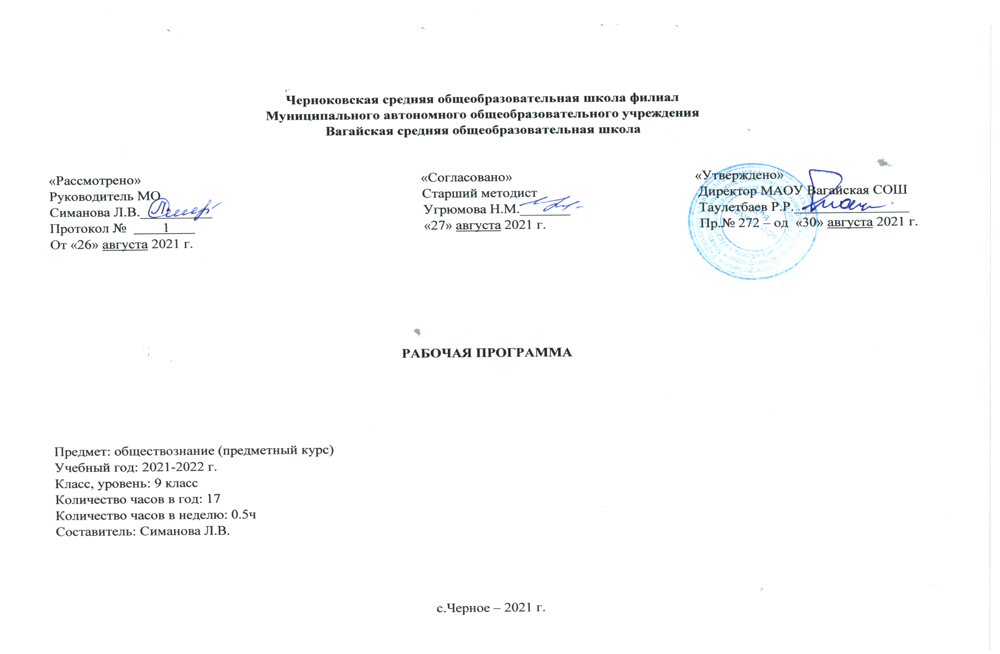 Черноковская средняя общеобразовательная школа филиал
Муниципального автономного общеобразовательного учреждения
Вагайская средняя общеобразовательная школа
«Рассмотрено»
Руководитель МО
Симанова Л.В.
Протокол № 1
От «26» августа 2021 г.
«Согласовано»
Старший методист
Угрюмова Н.М.
«27» августа 2021 г.
«Утверждено»
Директор МАОУ Вагайская СОШ
Таулетбаев Р.Р.
Пр.№ 272 – од «30» августа 2021 г.
Для
РАБОЧАЯ ПРОГРАММА
Предмет: обществознание (предметный курс)
Учебный год: 2021-2022 г.
Класс, уровень: 9 класс
Количество часов в год: 17
Количество часов в неделю: 0.5ч
Составитель: Симанова Л.В.
с.Черное – 2021 г.